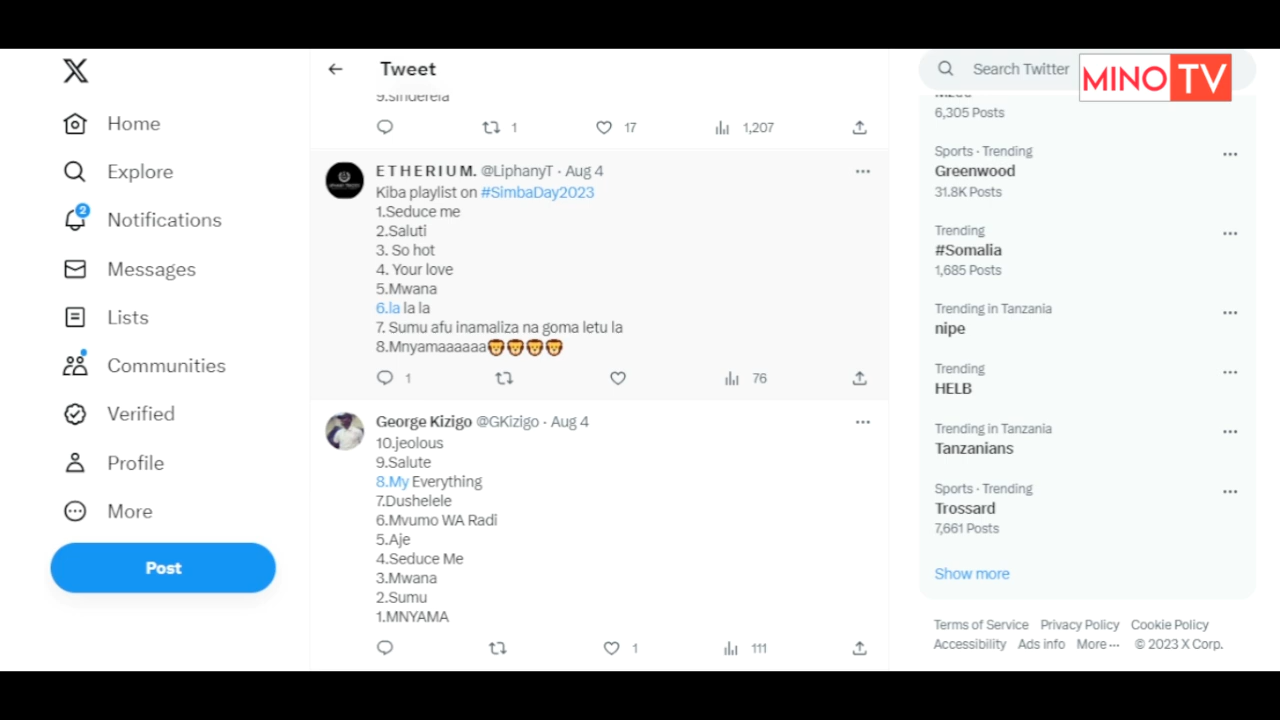 Tweet
Search Twitter
MINO TV
9.sinderela
1 17 1,207
6,305 Posts
Home
Explore
2
Notifications
Messages
Lists
Communities
Verified
Profile
More
Post
E T H E R I U M. @LiphanyT · Aug 4
Kiba playlist on #SimbaDay2023
1.Seduce me
2.Saluti
3. So hot
4. Your love
5.Mwana
6.la la la
7. Sumu afu inamaliza na goma letu la
8.Mnyamaaaaaa🦁🦁🦁🦁
1 76
George Kizigo @GKizigo · Aug 4
10.jeolous
9.Salute
8.My Everything
7.Dushelele
6.Mvumo WA Radi
5.Aje
4.Seduce Me
3.Mwana
2.Sumu
1.MNYAMA
1 111
Sports · Trending
Greenwood
31.8K Posts
Trending
#Somalia
1,685 Posts
Trending in Tanzania
nipe
Trending
HELB
Trending in Tanzania
Tanzanians
Sports · Trending
Trossard
7,661 Posts
Show more
Terms of Service Privacy Policy Cookie Policy
Accessibility Ads info More ··· © 2023 X Corp.